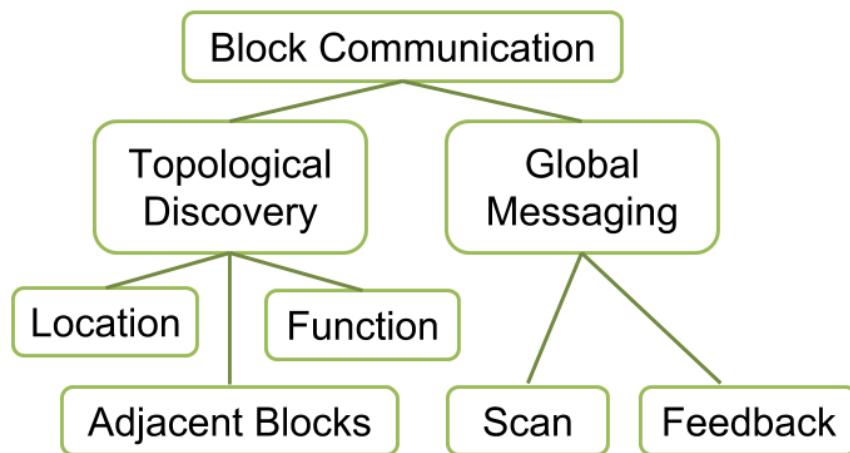 Block Communication
Topological
Discovery
Global
Messaging
Location
Function
Adjacent Blocks
Scan
Feedback